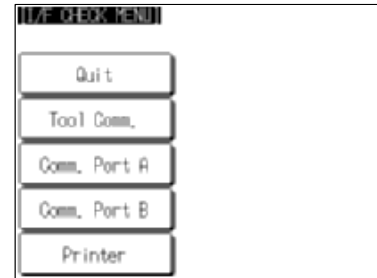 I/F CHECK MENU
Quit
Tool Comm.
Comm. Port A
Comm. Port B
Printer